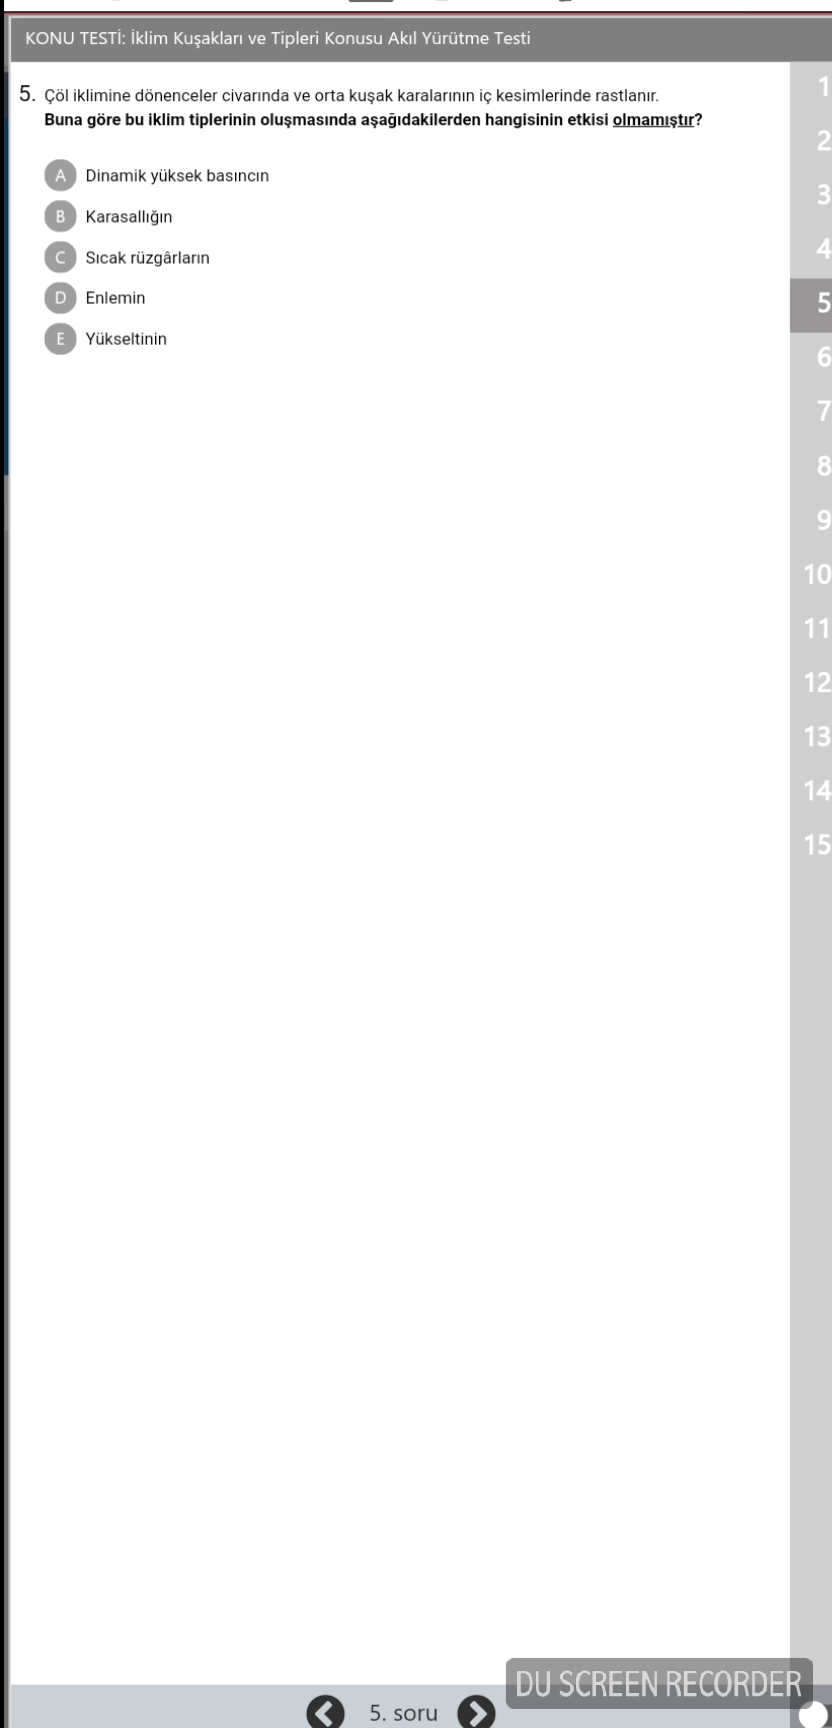 KONU TESTİ: İklim Kuşakları ve Tipleri Konusu Akıl Yürütme Testi
5. Çöl iklimine dönenceler civarında ve orta kuşak karalarının iç kesimlerinde rastlanır.
Buna göre bu iklim tiplerinin oluşmasında aşağıdakilerden hangisinin etkisi olmamıştır?
A Dinamik yüksek basıncın
B Karasallığın
C Sıcak rüzgârların
D Enlemin
E Yükseltinin
1
2
3
4
5
6
7
8
9
10
11
12
13
14
15
DU SCREEN RECORDER
5. soru